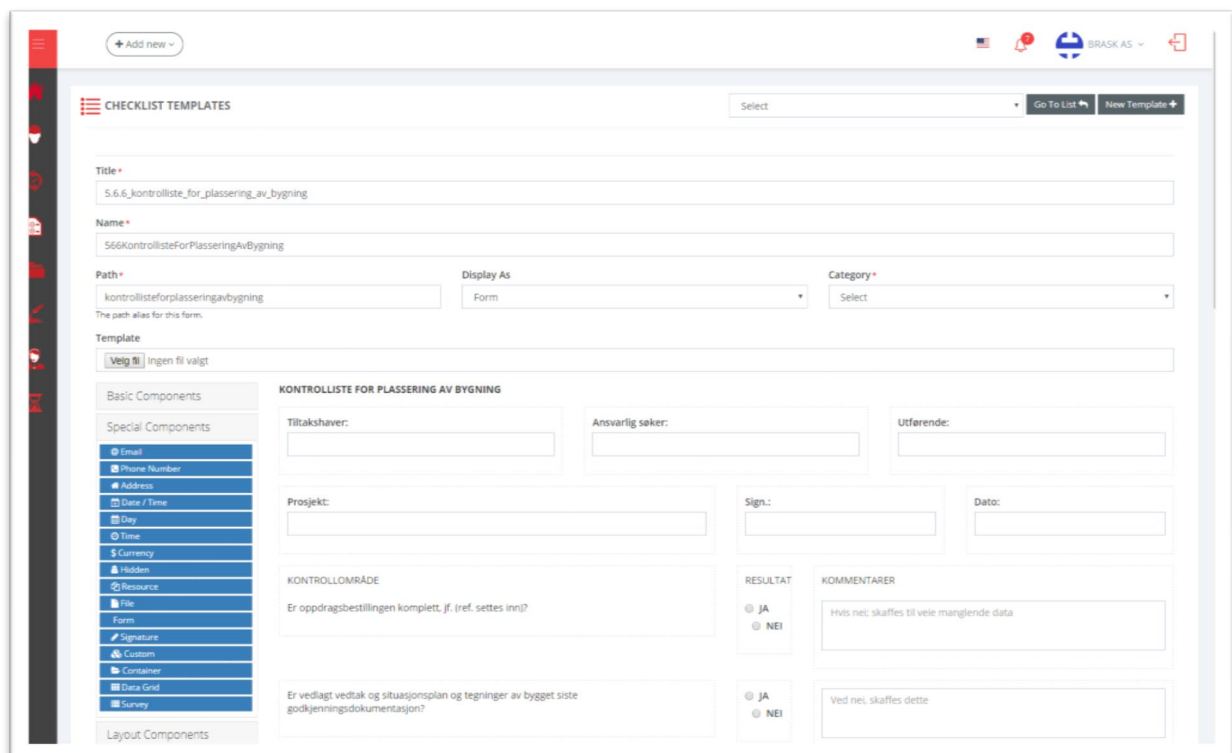 + Add new
7
BRASK AS
CHECKLIST TEMPLATES
Select
Go To List
New Template +
Title *
5.6.6_kontrolliste_for_plassering_av_bygning
Name *
566KontrollisteForPlasseringAvBygning
Path *
Display As
Category *
kontrollisteforplasseringavbygning
Form
Select
The path alias for this form.
Template
Velg fil Ingen fil valgt
Basic Components
Special Components
Email
Phone Number
Address
Date / Time
Day
Time
$ Currency
Hidden
Resource
File
Form
Signature
Custom
Container
Data Grid
Survey
Layout Components
KONTROLLISTE FOR PLASSERING AV BYGNING
Tiltakshaver:
Ansvarlig søker:
Utførende:
Prosjekt:
Sign.:
Dato:
KONTROLLOMRÅDE
RESULTAT
KOMMENTARER
Er oppdragsbestillingen komplett, jf. (ref. settes inn)?
JA
NEI
Hvis nei; skaffes til veie manglende data
Er vedlagt vedtak og situasjonsplan og tegninger av bygget siste
godkjenningsdokumentasjon?
JA
NEI
Ved nei, skaffes dette